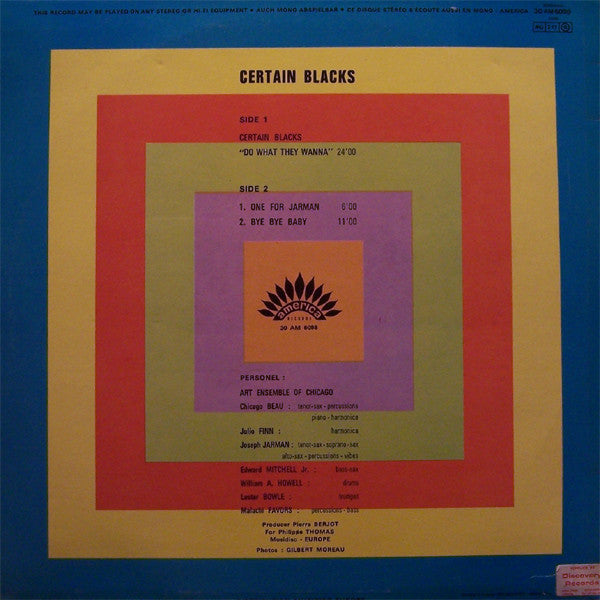 THIS RECORD MAY BE PLAYED ON ANY STEREO OR HI-FI EQUIPMENT • AUCH MONO ABSPIELBAR • CE DISQUE STÉRÉO S'ÉCOUTE AUSSI EN MONO - AMERICA 30 AM 6098
CERTAIN BLACKS
SIDE 1
CERTAIN BLACKS
"DO WHAT THEY WANNA" 24'00
SIDE 2
1. ONE FOR JARMAN 6'00
2. BYE BYE BABY 11'00
america
RECORDS
30 AM 6098
PERSONEL :
ART ENSEMBLE OF CHICAGO
Chicago BEAU : tenor-sax - percussions
piano - harmonica
Julio FINN : harmonica
Joseph JARMAN : tenor-sax - soprano-sax
alto-sax - percussions - vibes
Edward MITCHELL Jr. : bass-sax
William A. HOWELL : drums
Lester BOWIE : trumpet
Malachi FAVORS : percussions - bass
Producer Pierre BERJOT
For Philippe THOMAS
Musidisc - EUROPE
Photos : GILBERT MOREAU
Discovery
Records